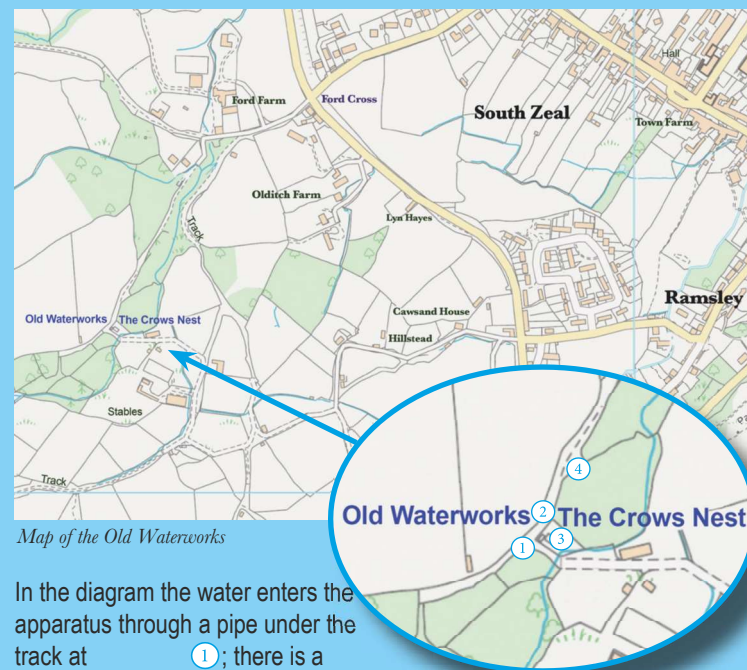 Hall
Ford Farm
Ford Cross
South Zeal
Town Farm
Olditch Farm
Lyn Hayes
Track
Ramsley
Cawsand House
Old Waterworks
The Crows Nest
Hillstead
Stables
Track
4
Old Waterworks 2 The Crows Nest
1
3
Map of the Old Waterworks
In the diagram the water enters the
apparatus through a pipe under the
track at 1; there is a